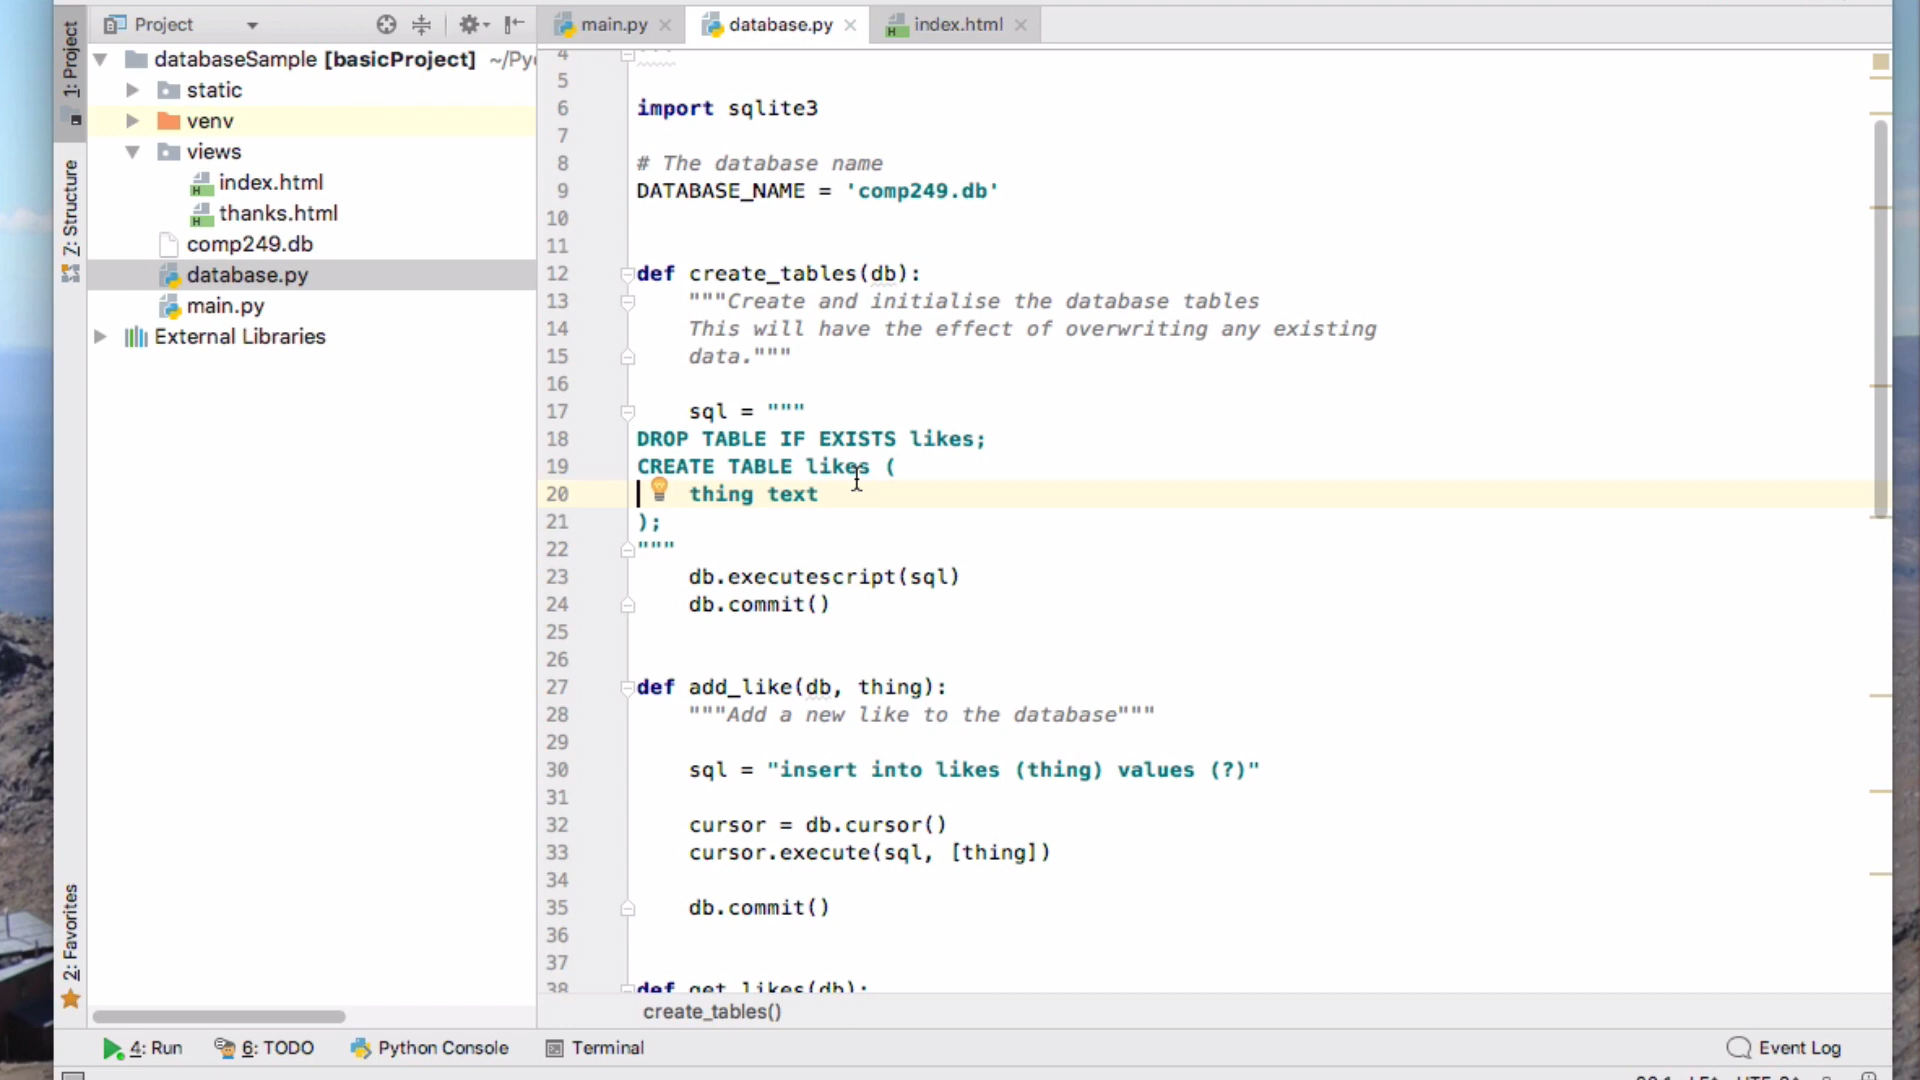 Project
main.py
database.py
index.html
1: Project
Z: Structure
2: Favorites
databaseSample [basicProject] ~/Py
static
venv
views
index.html
thanks.html
comp249.db
database.py
main.py
External Libraries
4
5
6 import sqlite3
7
8 # The database name
9 DATABASE_NAME = 'comp249.db'
10
11
12 def create_tables(db):
13 """Create and initialise the database tables
14 This will have the effect of overwriting any existing
15 data."""
16
17 sql = """
18 DROP TABLE IF EXISTS likes;
19 CREATE TABLE likes (
20 thing text
21 );
22 """
23 db.executescript(sql)
24 db.commit()
25
26
27 def add_like(db, thing):
28 """Add a new like to the database"""
29
30 sql = "insert into likes (thing) values (?)"
31
32 cursor = db.cursor()
33 cursor.execute(sql, [thing])
34
35 db.commit()
36
37
38 def get_likes(db):
create_tables()
4: Run
6: TODO
Python Console
Terminal
Event Log